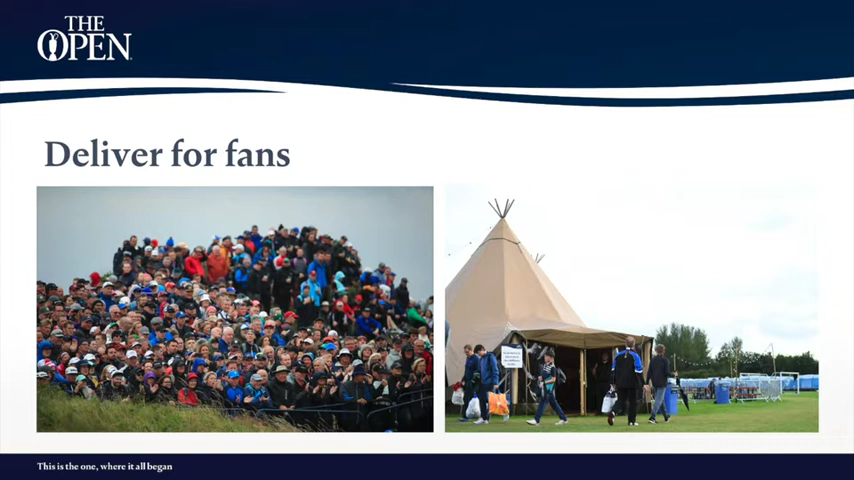 THE
OPEN
Deliver for fans
This is the one, where it all began